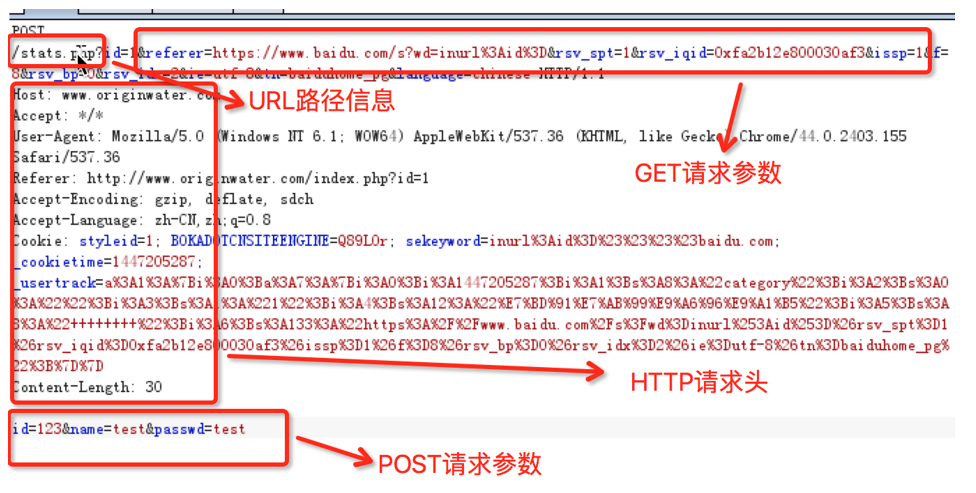 POST
/stats.php?id=1&referer=https://www.baidu.com/s?wd=inurl%3Aid%3D&rsv_spt=1&rsv_iqid=0xfa2b12e800030af3&issp=1&f=
8&rsv_bp=0&rsv_idx=2&ie=utf-8&tn=baiduhome_pg&language=chinese HTTP/1.1
Host: www.originwater.com
URL路径信息
Accept: */*
User-Agent: Mozilla/5.0 (Windows NT 6.1; WOW64) AppleWebKit/537.36 (KHTML, like Gecko) Chrome/44.0.2403.155
Safari/537.36
GET请求参数
Referer: http://www.originwater.com/index.php?id=1
Accept-Encoding: gzip, deflate, sdch
Accept-Language: zh-CN,zh;q=0.8
Cookie: styleid=1; BOKADOTCNSITEENGINE=Q89LOr; sekeyword=inurl%3Aid%3D%23%23%23%23baidu.com;
_cookietime=1447205287;
_usertrack=a%3A1%3A%7Bi%3A0%3Ba%3A7%3A%7Bi%3A0%3Bi%3A1447205287%3Bi%3A1%3Bs%3A8%3A%22category%22%3Bi%3A2%3Bs%3A0
%3A%22%22%3Bi%3A3%3Bs%3A1%3A%221%22%3Bi%3A4%3Bs%3A12%3A%22%E7%BD%91%E7%AB%99%E9%A6%96%E9%A1%B5%22%3Bi%3A5%3Bs%3A
8%3A%22++++++++%22%3Bi%3A6%3Bs%3A133%3A%22https%3A%2F%2Fwww.baidu.com%2Fs%3Fwd%3Dinurl%253Aid%253D%26rsv_spt%3D1
%26rsv_iqid%3D0xfa2b12e800030af3%26issp%3D1%26f%3D8%26rsv_bp%3D0%26rsv_idx%3D2%26ie%3Dutf-8%26tn%3Dbaiduhome_pg%
22%3B%7D%7D
HTTP请求头
Content-Length: 30
id=123&name=test&passwd=test
POST请求参数